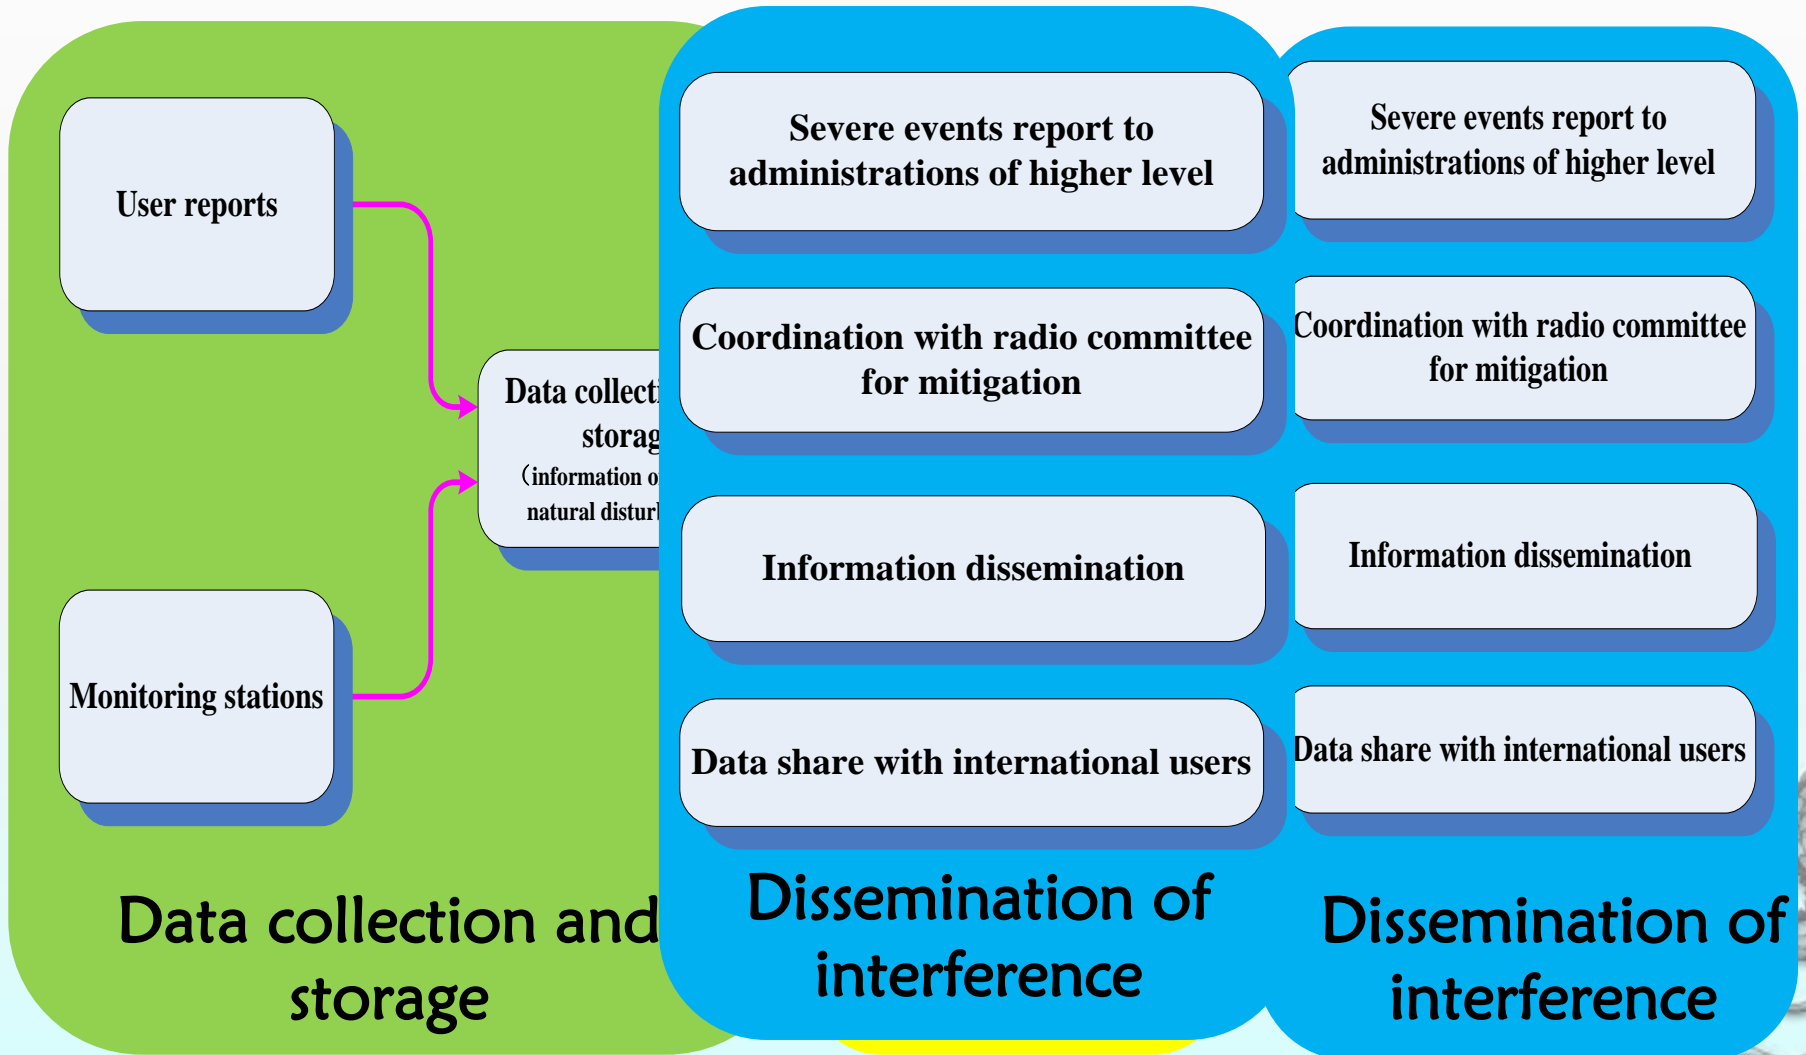 User reports
Monitoring stations
Data
storag
（information
natural
Data collection and
storage
Severe events report to
administrations of higher level
Coordination with radio committee
for mitigation
Information dissemination
Data share with international users
Dissemination of
interference
Severe events report to
administrations of higher level
Coordination with radio committee
for mitigation
Information dissemination
Data share with international users
Dissemination of
interference